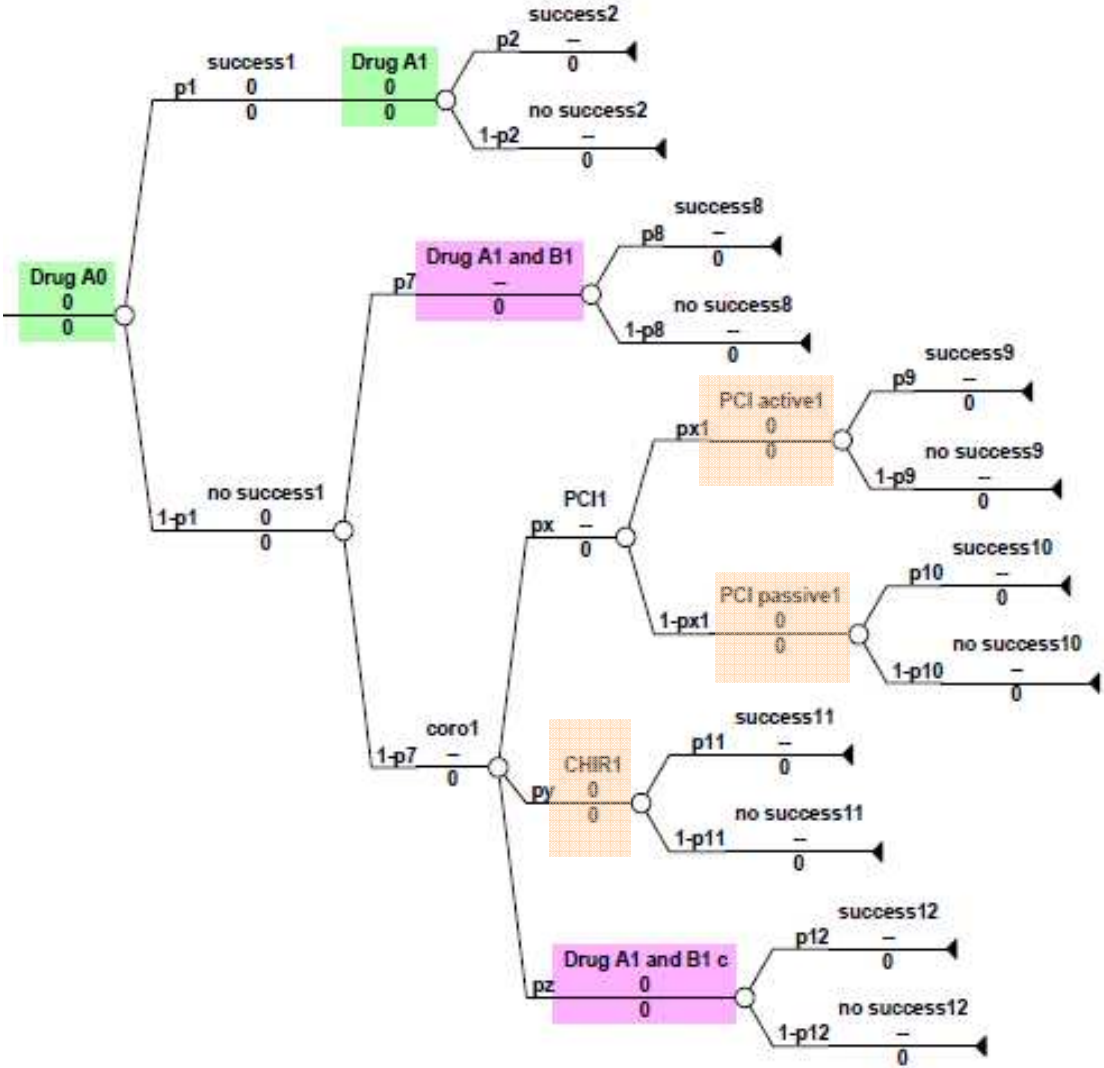 success2
p2 --
0
success1
p1 0
0
Drug A1
0
0
no success2
1-p2 --
0
success8
p8 --
0
Drug A1 and B1
p7 --
0
Drug A0
0
0
no success8
1-p8 --
0
success9
p9 --
0
PCI active1
px1 0
0
no success9
1-p9 --
0
no success1
1-p1 0
0
PCI1
px --
0
success10
p10 --
0
PCI passive1
1-px1 0
0
no success10
1-p10 --
0
success11
p11 --
0
coro1
1-p7 --
0
CHIR1
py 0
0
no success11
1-p11 --
0
success12
p12 --
0
Drug A1 and B1 c
pz 0
0
no success12
1-p12 --
0